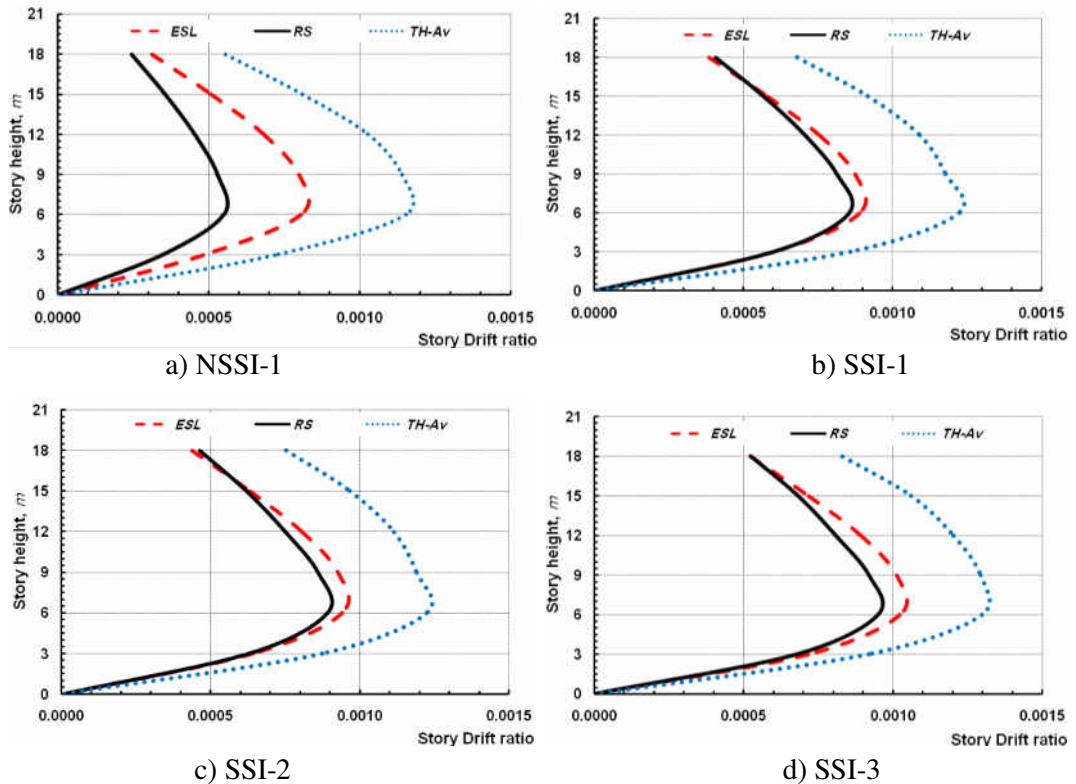 ESL RS TH-Av
Story height, m
21
18
15
12
9
6
3
0
0.0000 0.0005 0.0010 0.0015
Story Drift ratio
a) NSSI-1
ESL RS TH-Av
Story height, m
21
18
15
12
9
6
3
0
0.0000 0.0005 0.0010 0.0015
Story Drift ratio
b) SSI-1
ESL RS TH-Av
Story height, m
21
18
15
12
9
6
3
0
0.0000 0.0005 0.0010 0.0015
Story Drift ratio
c) SSI-2
ESL RS TH-Av
Story height, m
21
18
15
12
9
6
3
0
0.0000 0.0005 0.0010 0.0015
Story Drift ratio
d) SSI-3